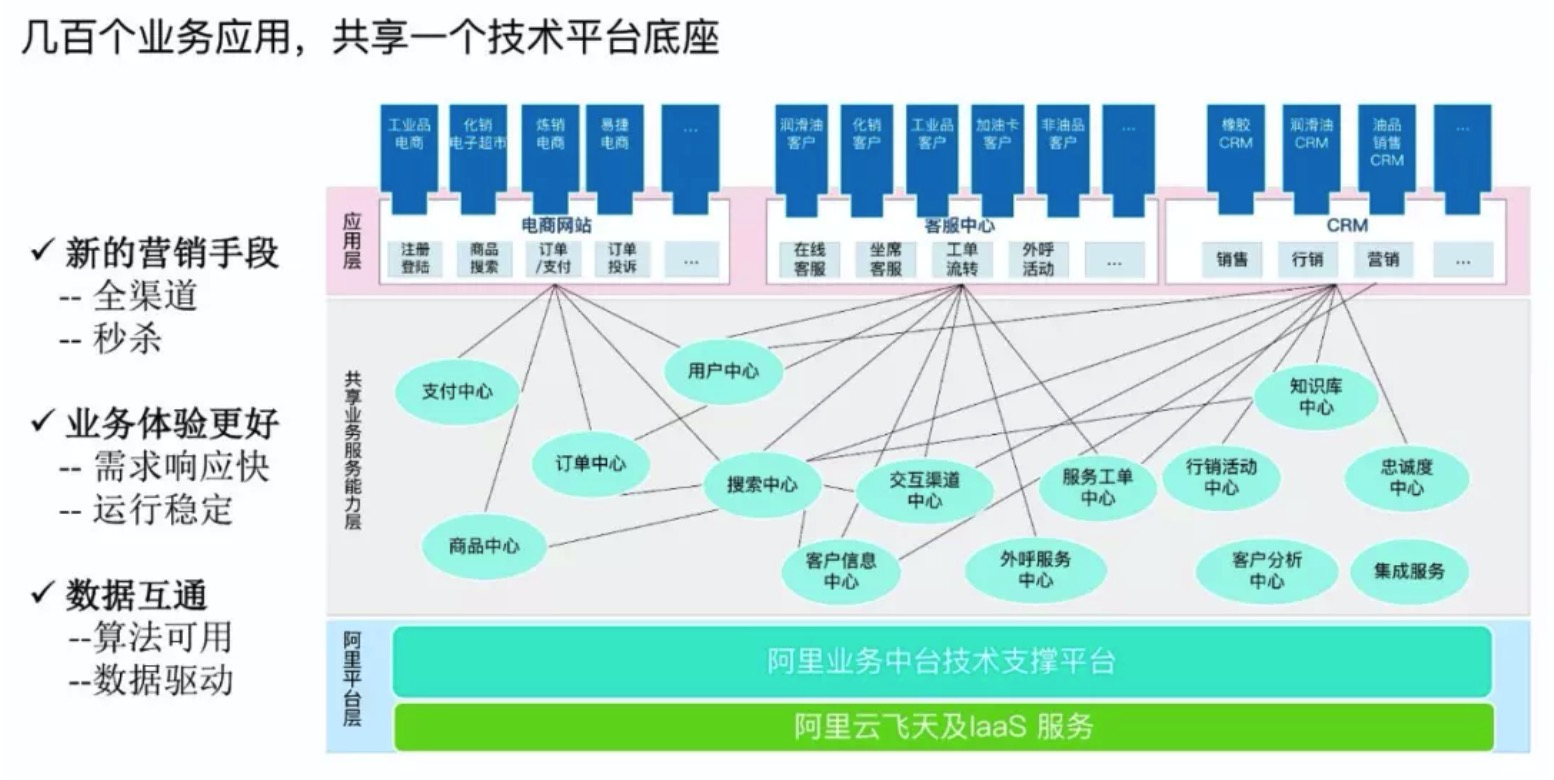 几百个业务应用，共享一个技术平台底座
✓ 新的营销手段
-- 全渠道
-- 秒杀
✓ 业务体验更好
-- 需求响应快
-- 运行稳定
✓ 数据互通
--算法可用
--数据驱动
工业品
电商
化销
电子超市
炼销
电商
易捷
电商
...
润滑油
客户
化销
客户
工业品
客户
加油卡
客户
非油品
客户
...
橡胶
CRM
润滑油
CRM
油品
销售
CRM
...
应用层
电商网站
注册
登陆
商品
搜索
订单
/支付
订单
投诉
...
客服中心
在线
客服
坐席
客服
工单
流转
外呼
活动
...
CRM
销售
行销
营销
...
共享业务服务能力层
支付中心
用户中心
知识库
中心
订单中心
搜索中心
交互渠道
中心
服务工单
中心
行销活动
中心
忠诚度
中心
商品中心
客户信息
中心
外呼服务
中心
客户分析
中心
集成服务
阿里平台层
阿里业务中台技术支撑平台
阿里云飞天及IaaS 服务